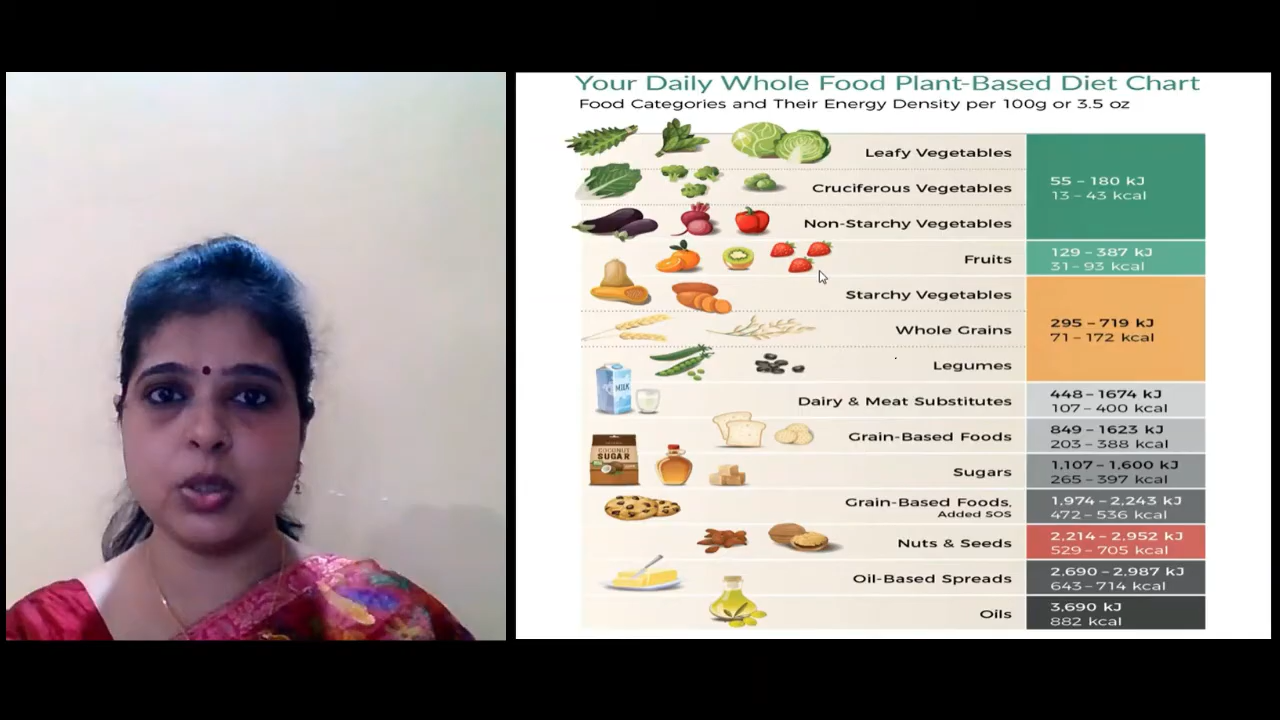 Your Daily Whole Food Plant-Based Diet Chart
Food Categories and Their Energy Density per 100g or 3.5 oz
Leafy Vegetables
Cruciferous Vegetables
Non-Starchy Vegetables
55 – 180 kJ
13 – 43 kcal
Fruits
129 – 387 kJ
31 – 93 kcal
Starchy Vegetables
Whole Grains
Legumes
295 – 719 kJ
71 – 172 kcal
MILK
Dairy & Meat Substitutes
448 – 1674 kJ
107 – 400 kcal
Grain-Based Foods
849 – 1623 kJ
203 – 388 kcal
COCONUT
SUGAR
Sugars
1,107 – 1,600 kJ
265 – 397 kcal
Grain-Based Foods,
Added SOS
1,974 – 2,243 kJ
472 – 536 kcal
Nuts & Seeds
2,214 – 2,952 kJ
529 – 705 kcal
Oil-Based Spreads
2,690 – 2,987 kJ
643 – 714 kcal
Oils
3,690 kJ
882 kcal